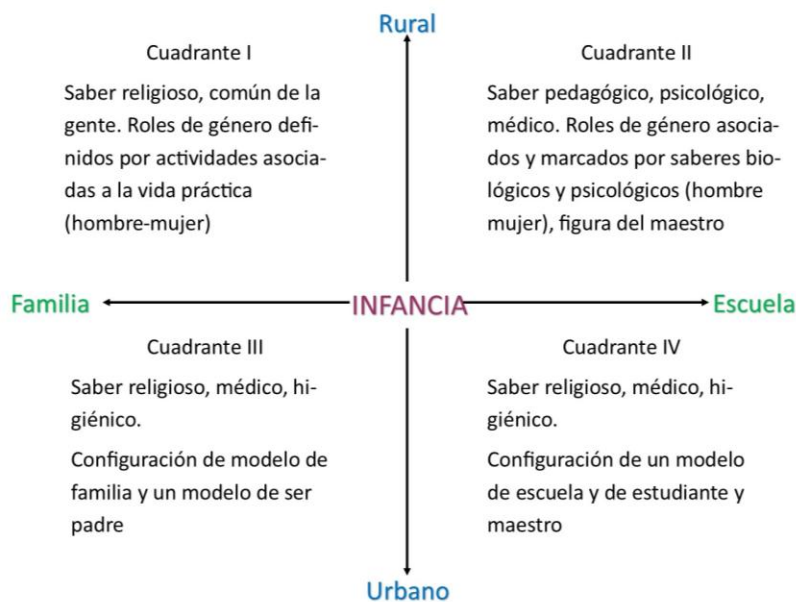 Rural
Cuadrante I
Saber religioso, común de la
gente. Roles de género defi-
nidos por actividades asocia-
das a la vida práctica
(hombre-mujer)
Cuadrante II
Saber pedagógico, psicológico,
médico. Roles de género asocia-
dos y marcados por saberes bio-
lógicos y psicológicos (hombre
mujer), figura del maestro
Familia
INFANCIA
Escuela
Cuadrante III
Saber religioso, médico, hi-
giénico.
Configuración de modelo de
familia y un modelo de ser
padre
Cuadrante IV
Saber religioso, médico, hi-
giénico.
Configuración de un modelo
de escuela y de estudiante y
maestro
Urbano